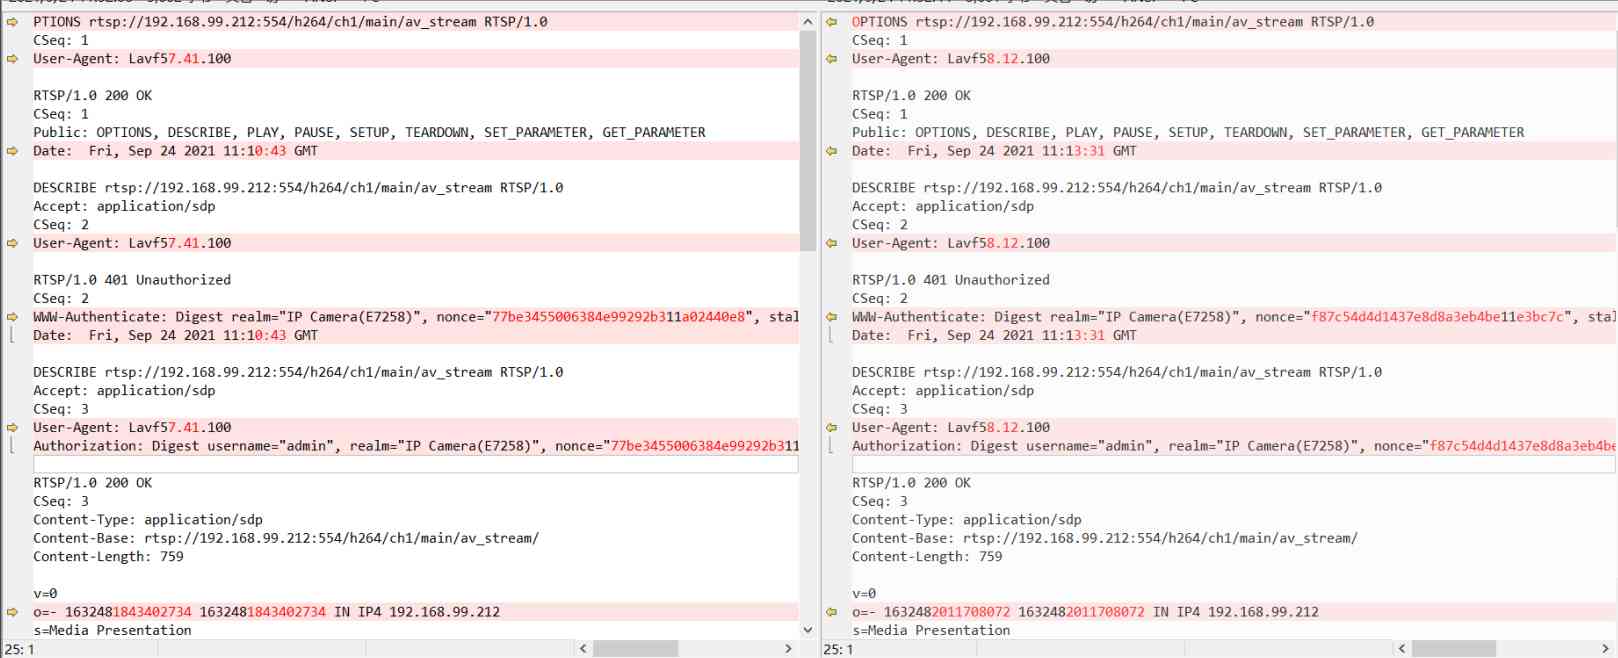 PTIONS rtsp://192.168.99.212:554/h264/ch1/main/av_stream RTSP/1.0
CSeq: 1
User-Agent: Lavf57.41.100
RTSP/1.0 200 OK
CSeq: 1
Public: OPTIONS, DESCRIBE, PLAY, PAUSE, SETUP, TEARDOWN, SET_PARAMETER, GET_PARAMETER
Date:  Fri, Sep 24 2021 11:10:43 GMT
DESCRIBE rtsp://192.168.99.212:554/h264/ch1/main/av_stream RTSP/1.0
Accept: application/sdp
CSeq: 2
User-Agent: Lavf57.41.100
RTSP/1.0 401 Unauthorized
CSeq: 2
WWW-Authenticate: Digest realm="IP Camera(E7258)", nonce="77be3455006384e99292b311a02440e8", stal
Date:  Fri, Sep 24 2021 11:10:43 GMT
DESCRIBE rtsp://192.168.99.212:554/h264/ch1/main/av_stream RTSP/1.0
Accept: application/sdp
CSeq: 3
User-Agent: Lavf57.41.100
Authorization: Digest username="admin", realm="IP Camera(E7258)", nonce="77be3455006384e99292b311
RTSP/1.0 200 OK
CSeq: 3
Content-Type: application/sdp
Content-Base: rtsp://192.168.99.212:554/h264/ch1/main/av_stream/
Content-Length: 759
v=0
o=- 1632481843402734 1632481843402734 IN IP4 192.168.99.212
s=Media Presentation
25: 1
OPTIONS rtsp://192.168.99.212:554/h264/ch1/main/av_stream RTSP/1.0
CSeq: 1
User-Agent: Lavf58.12.100
RTSP/1.0 200 OK
CSeq: 1
Public: OPTIONS, DESCRIBE, PLAY, PAUSE, SETUP, TEARDOWN, SET_PARAMETER, GET_PARAMETER
Date:  Fri, Sep 24 2021 11:13:31 GMT
DESCRIBE rtsp://192.168.99.212:554/h264/ch1/main/av_stream RTSP/1.0
Accept: application/sdp
CSeq: 2
User-Agent: Lavf58.12.100
RTSP/1.0 401 Unauthorized
CSeq: 2
WWW-Authenticate: Digest realm="IP Camera(E7258)", nonce="f87c54d4d1437e8d8a3eb4be11e3bc7c", stal
Date:  Fri, Sep 24 2021 11:13:31 GMT
DESCRIBE rtsp://192.168.99.212:554/h264/ch1/main/av_stream RTSP/1.0
Accept: application/sdp
CSeq: 3
User-Agent: Lavf58.12.100
Authorization: Digest username="admin", realm="IP Camera(E7258)", nonce="f87c54d4d1437e8d8a3eb4be
RTSP/1.0 200 OK
CSeq: 3
Content-Type: application/sdp
Content-Base: rtsp://192.168.99.212:554/h264/ch1/main/av_stream/
Content-Length: 759
v=0
o=- 1632482011708072 1632482011708072 IN IP4 192.168.99.212
s=Media Presentation
25: 1